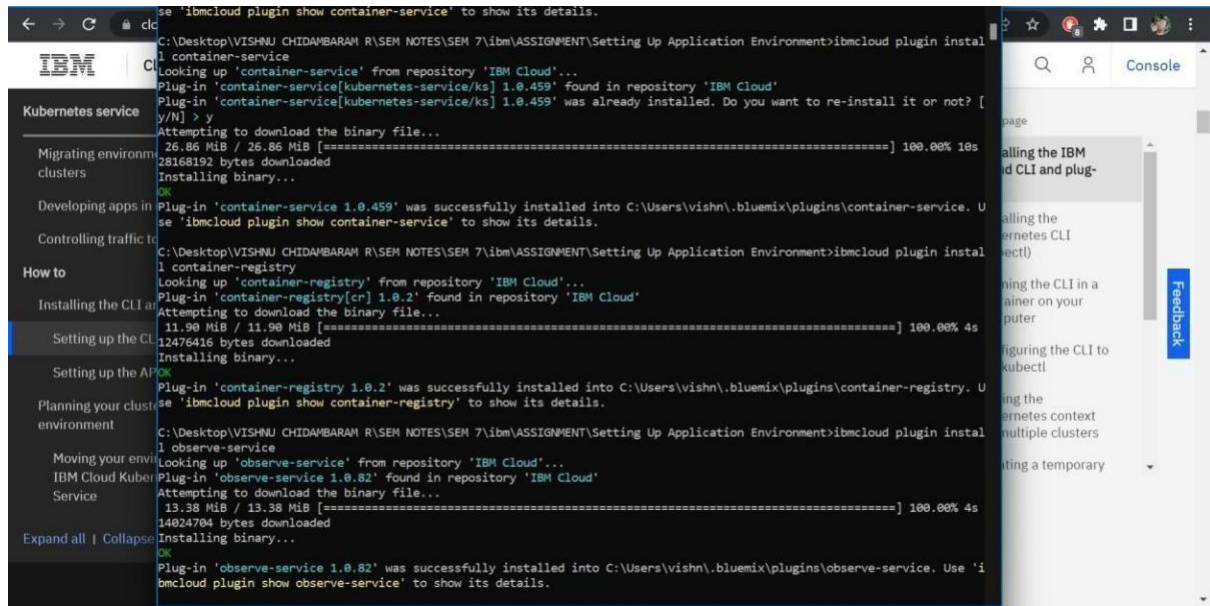 se 'ibmcloud plugin show container-service' to show its details.
C:\Desktop\VISHNU CHIDAMBARAM R\SEM NOTES\SEM 7\ibm\ASSIGNMENT\Setting Up Application Environment>ibmcloud plugin instal
l container-service
Looking up 'container-service' from repository 'IBM Cloud'...
Plug-in 'container-service[kubernetes-service/ks] 1.0.459' found in repository 'IBM Cloud'
Plug-in 'container-service[kubernetes-service/ks] 1.0.459' was already installed. Do you want to re-install it or not? [
y/N] > y
Attempting to download the binary file...
26.86 MiB / 26.86 MiB [==========================================================================] 100.00% 10s
28168192 bytes downloaded
Installing binary...
OK
Plug-in 'container-service 1.0.459' was successfully installed into C:\Users\vishn\.bluemix\plugins\container-service. U
se 'ibmcloud plugin show container-service' to show its details.
C:\Desktop\VISHNU CHIDAMBARAM R\SEM NOTES\SEM 7\ibm\ASSIGNMENT\Setting Up Application Environment>ibmcloud plugin instal
l container-registry
Looking up 'container-registry' from repository 'IBM Cloud'...
Plug-in 'container-registry[cr] 1.0.2' found in repository 'IBM Cloud'
Attempting to download the binary file...
11.90 MiB / 11.90 MiB [===========================================================================] 100.00% 4s
12476416 bytes downloaded
Installing binary...
OK
Plug-in 'container-registry 1.0.2' was successfully installed into C:\Users\vishn\.bluemix\plugins\container-registry. U
se 'ibmcloud plugin show container-registry' to show its details.
C:\Desktop\VISHNU CHIDAMBARAM R\SEM NOTES\SEM 7\ibm\ASSIGNMENT\Setting Up Application Environment>ibmcloud plugin instal
l observe-service
Looking up 'observe-service' from repository 'IBM Cloud'...
Plug-in 'observe-service 1.0.82' found in repository 'IBM Cloud'
Attempting to download the binary file...
13.38 MiB / 13.38 MiB [===========================================================================] 100.00% 4s
14024704 bytes downloaded
Installing binary...
OK
Plug-in 'observe-service 1.0.82' was successfully installed into C:\Users\vishn\.bluemix\plugins\observe-service. Use 'i
bmcloud plugin show observe-service' to show its details.
clc
IBM
Cl
Kubernetes service
Migrating environme
clusters
Developing apps in
Controlling traffic to
How to
Installing the CLI an
Setting up the CL
Setting up the AP
Planning your cluste
environment
Moving your envi
IBM Cloud Kuber
Service
Expand all | Collapse
8
Console
page
alling the IBM
d CLI and plug-
alling the
ernetes CLI
ectl)
ning the CLI in a
ainer on your
puter
figuring the CLI to
kubectl
ing the
ernetes context
multiple clusters
ating a temporary
Feedback